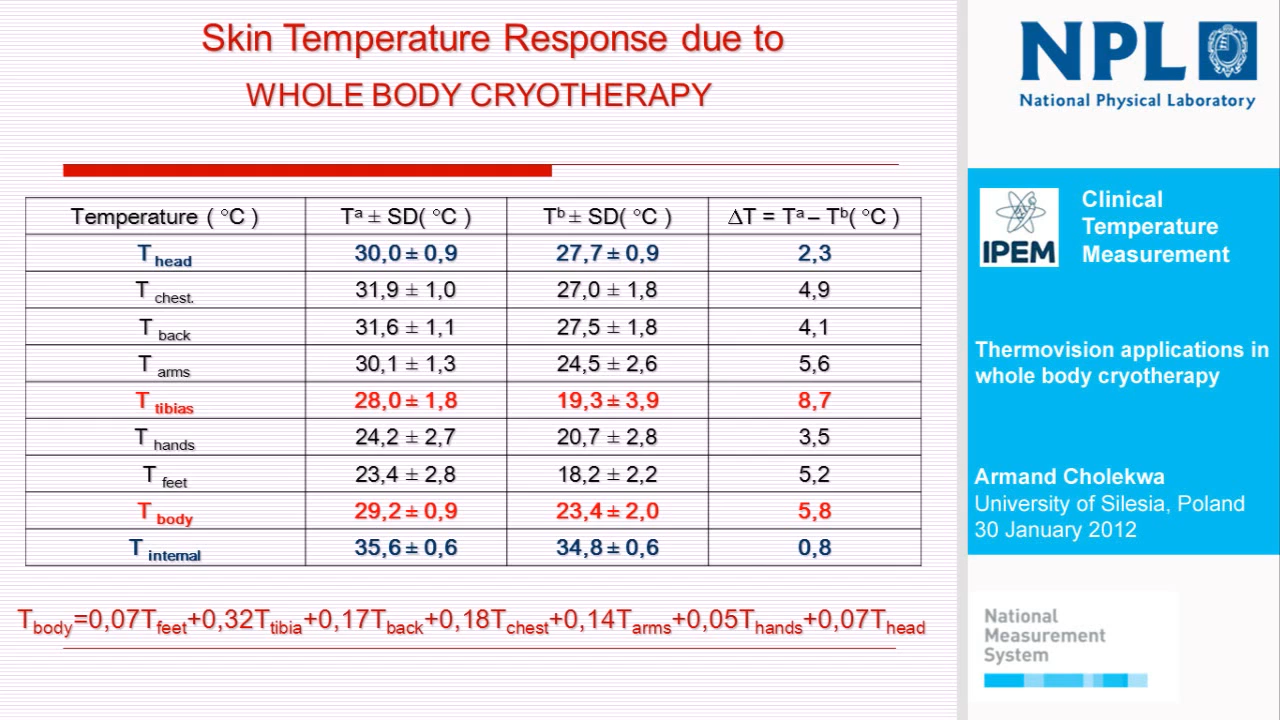 Skin Temperature Response due to
WHOLE BODY CRYOTHERAPY
Temperature ( °C ) Tᵃ ± SD( °C ) Tᵇ ± SD( °C ) ΔT = Tᵃ – Tᵇ( °C )
T head 30,0 ± 0,9 27,7 ± 0,9 2,3
T chest. 31,9 ± 1,0 27,0 ± 1,8 4,9
T back 31,6 ± 1,1 27,5 ± 1,8 4,1
T arms 30,1 ± 1,3 24,5 ± 2,6 5,6
T tibias 28,0 ± 1,8 19,3 ± 3,9 8,7
T hands 24,2 ± 2,7 20,7 ± 2,8 3,5
T feet 23,4 ± 2,8 18,2 ± 2,2 5,2
T body 29,2 ± 0,9 23,4 ± 2,0 5,8
T internal 35,6 ± 0,6 34,8 ± 0,6 0,8
Tbody=0,07Tfeet+0,32Ttibia+0,17Tback+0,18Tchest+0,14Tarms+0,05Thands+0,07Thead
NPL
National Physical Laboratory
IPEM
Clinical
Temperature
Measurement
Thermovision applications in
whole body cryotherapy
Armand Cholekwa
University of Silesia, Poland
30 January 2012
National
Measurement
System